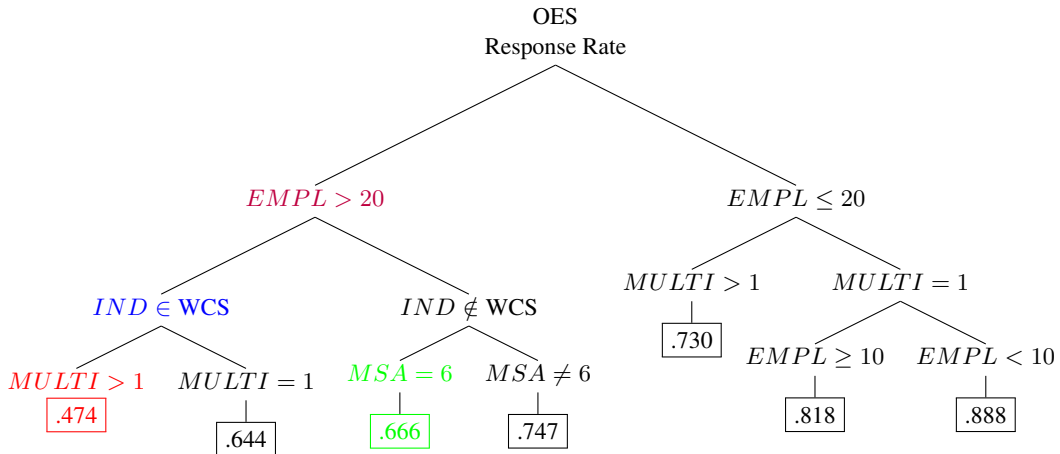 OES
Response Rate
EMPL > 20
EMPL ≤ 20
IND ∈ WCS
IND ∉ WCS
MULTI > 1
MULTI = 1
.730
MULTI > 1
.474
MULTI = 1
.644
MSA = 6
.666
MSA ≠ 6
.747
EMPL ≥ 10
.818
EMPL < 10
.888